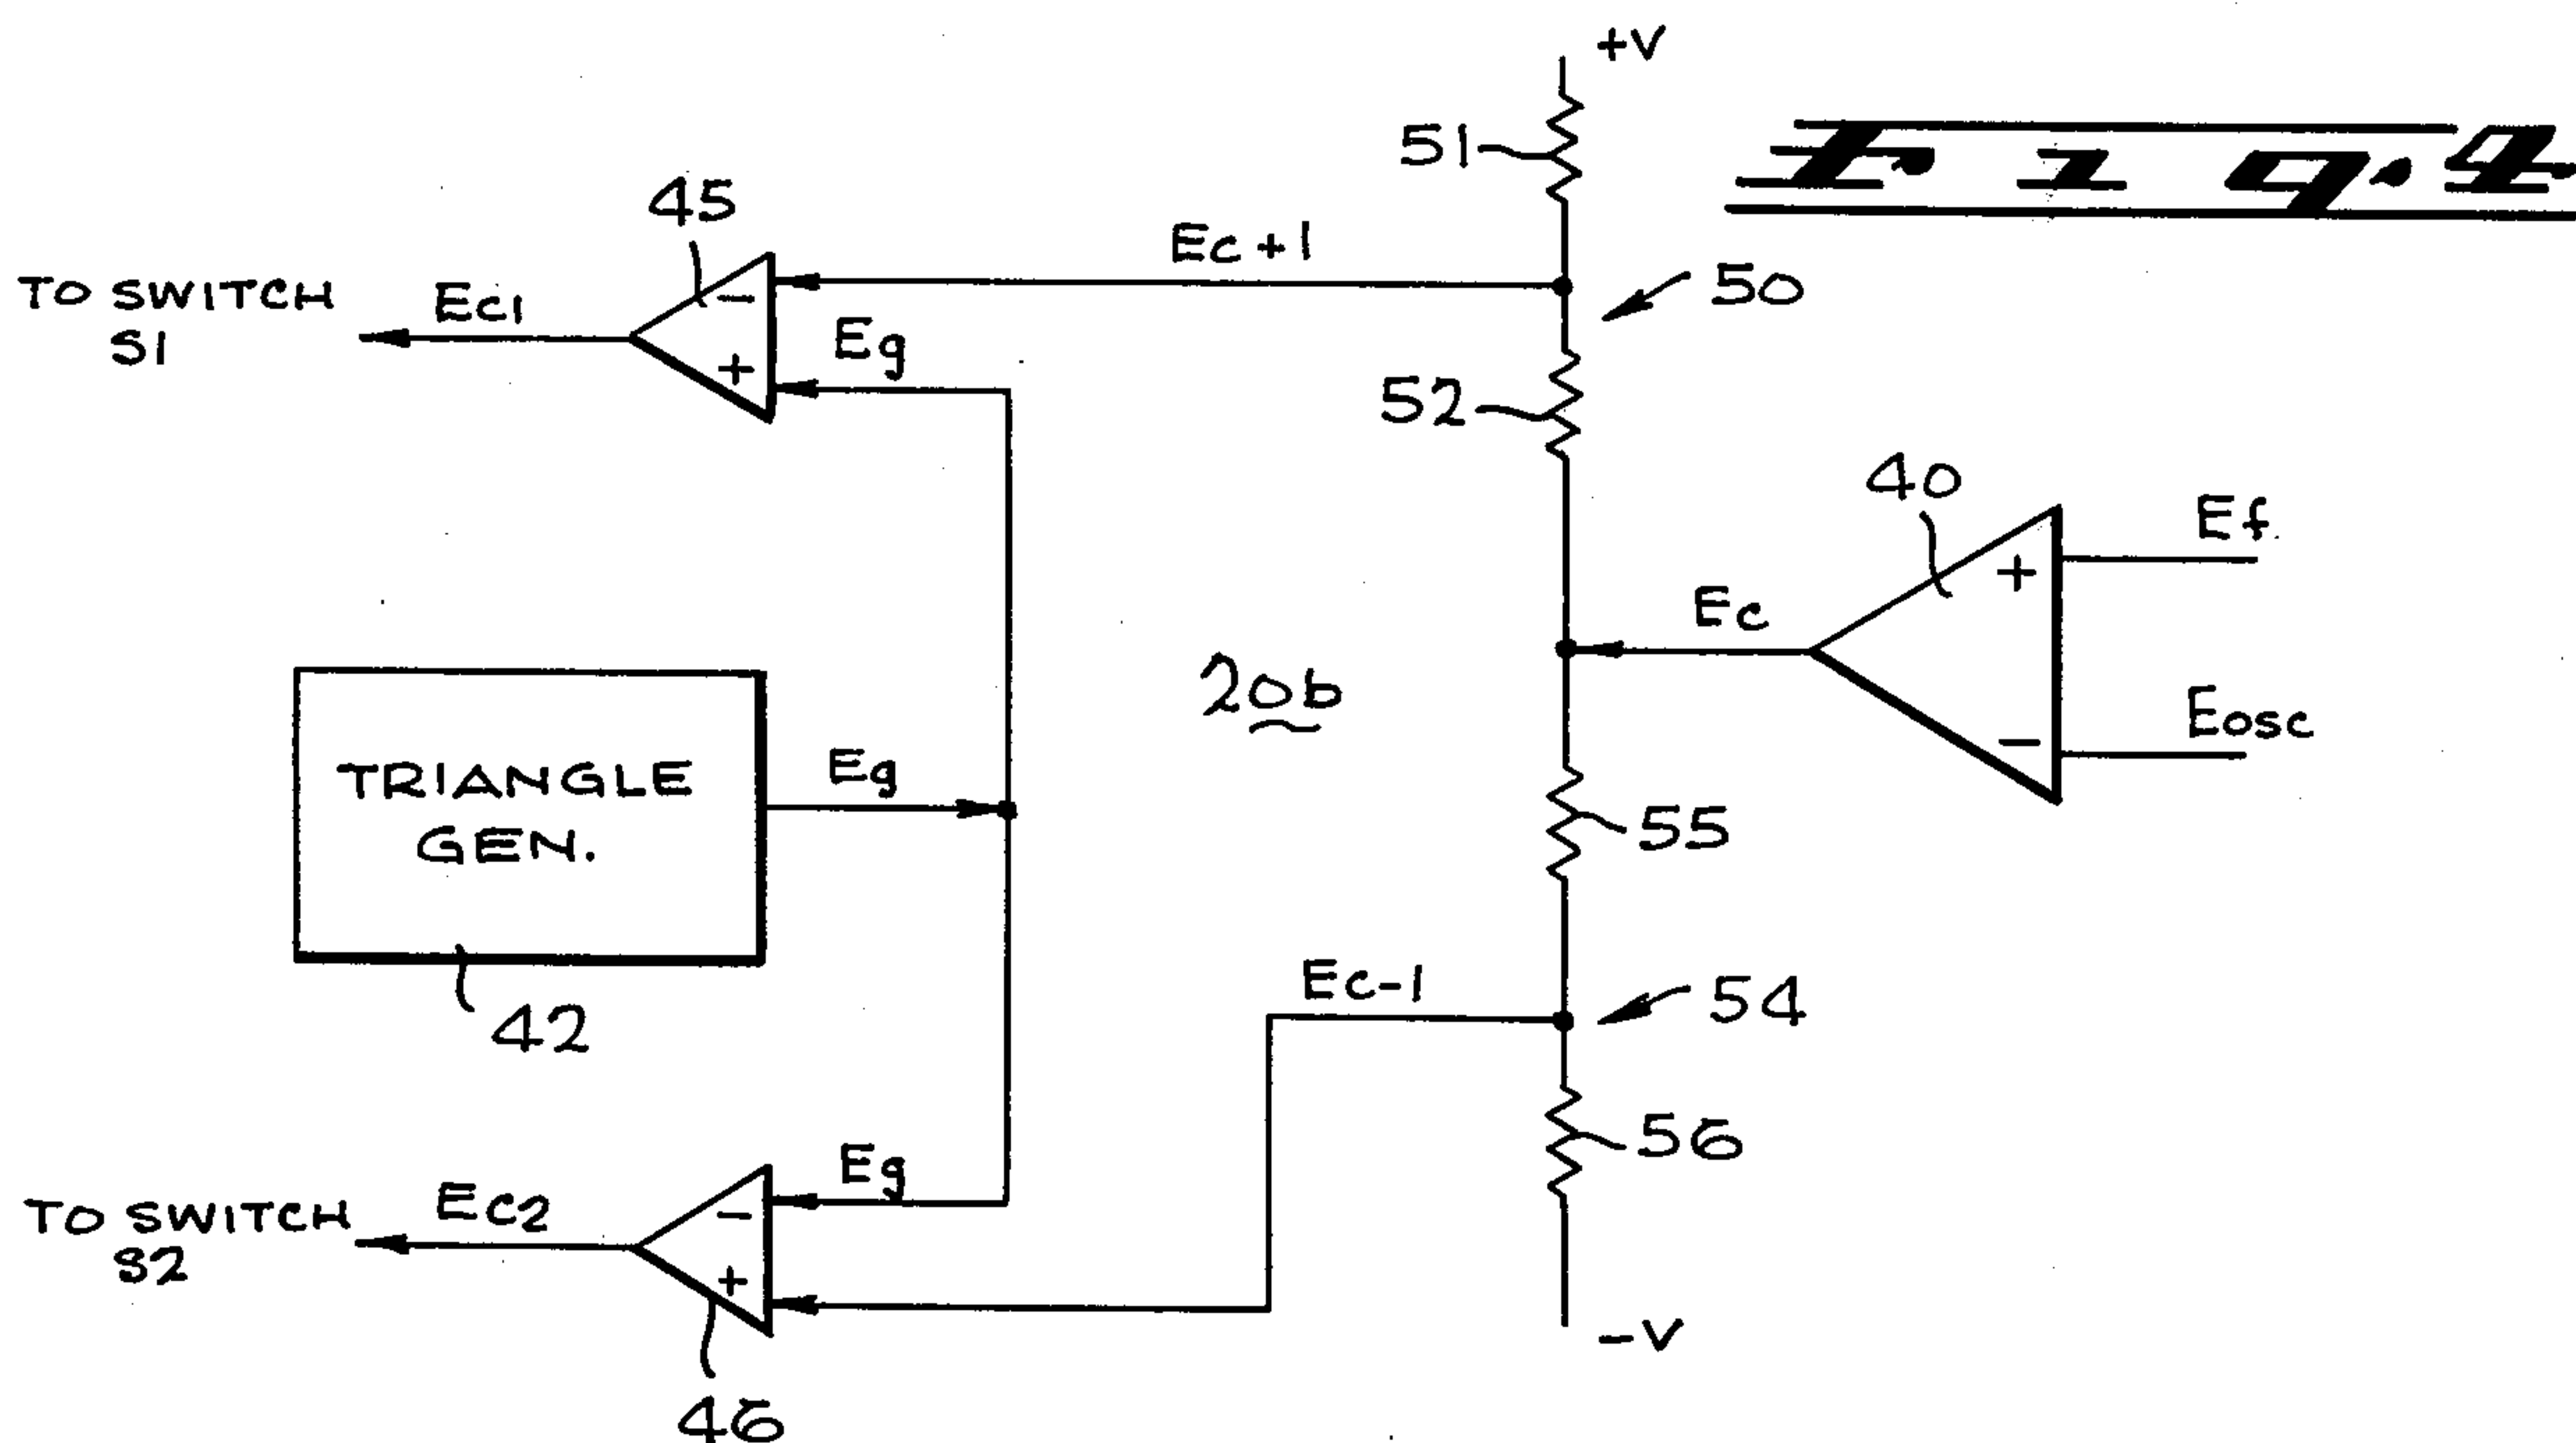 +V
Fig. 4
51
45
Ec+1
50
TO SWITCH
S1
Ec1
Eg
52
40
Ef
Ec
20b
Eosc
TRIANGLE
GEN.
Eg
55
42
Ec-1
54
56
Eg
TO SWITCH
S2
Ec2
46
-V
+
-
-
+
-
+